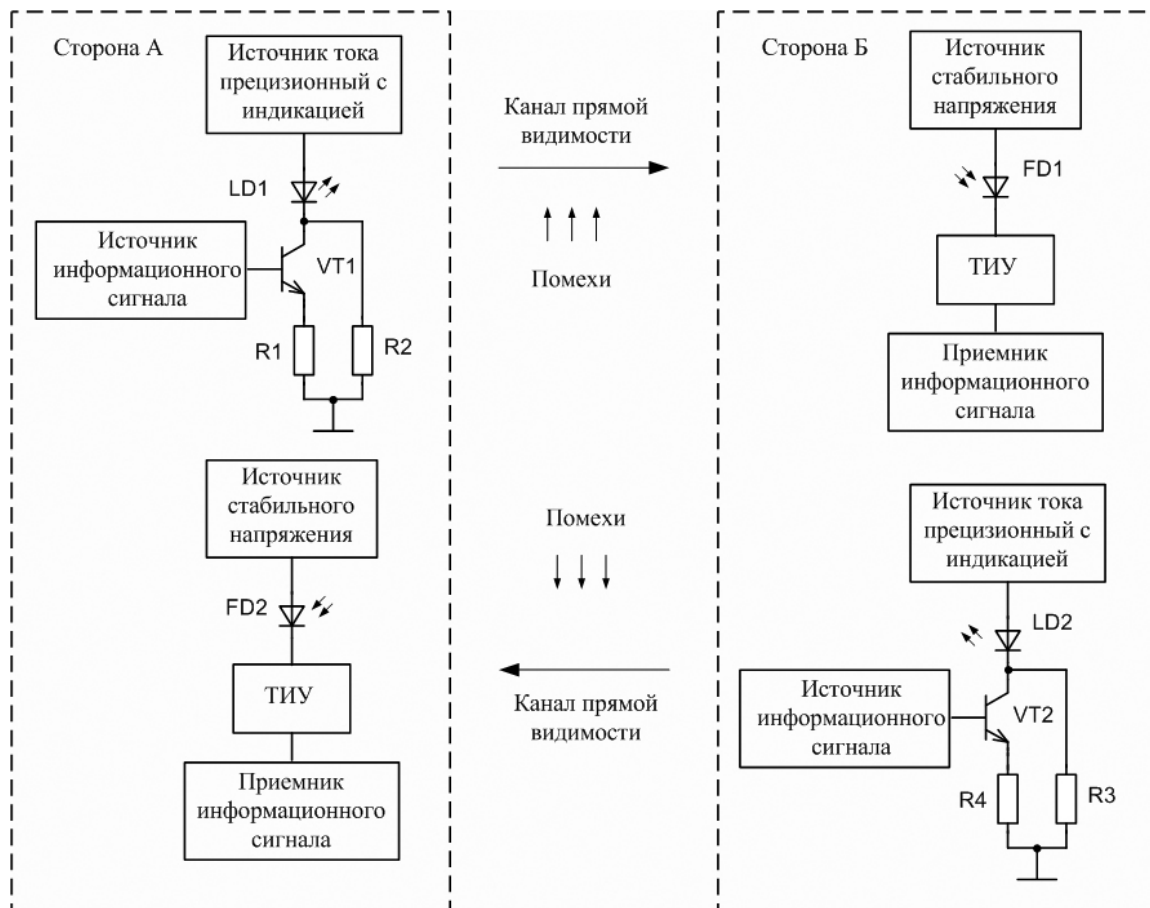 Сторона А
Источник тока
прецизионный с
индикацией
LD1
Источник
информационного
сигнала
VT1
R1
R2
Источник
стабильного
напряжения
FD2
ТИУ
Приемник
информационного
сигнала
Канал прямой
видимости
Помехи
Помехи
Канал прямой
видимости
Сторона Б
Источник
стабильного
напряжения
FD1
ТИУ
Приемник
информационного
сигнала
Источник тока
прецизионный с
индикацией
LD2
Источник
информационного
сигнала
VT2
R4
R3